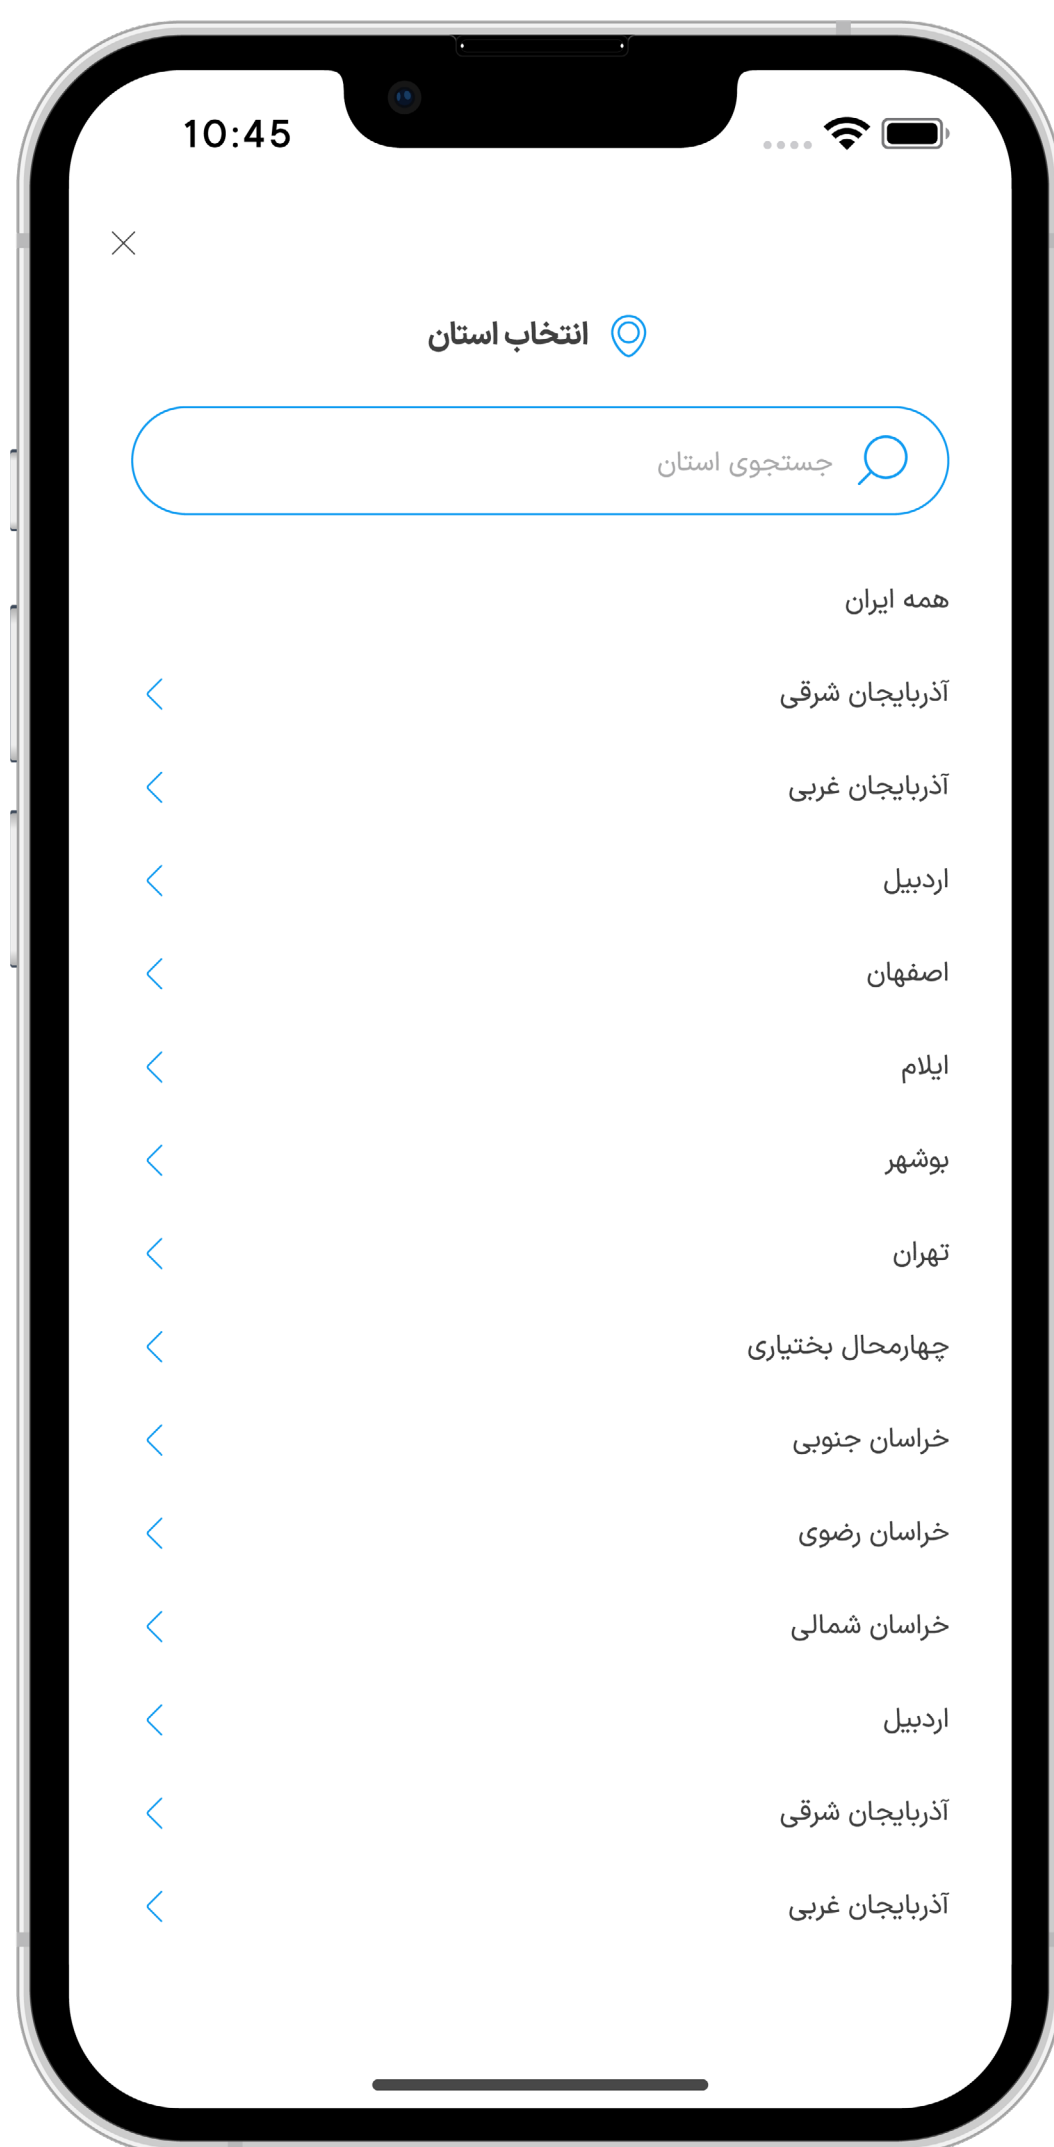 10:45
انتخاب استان
جستجوی استان
همه ایران
آذربایجان شرقی
آذربایجان غربی
اردبیل
اصفهان
ایلام
بوشهر
تهران
چهارمحال بختیاری
خراسان جنوبی
خراسان رضوی
خراسان شمالی
اردبیل
آذربایجان شرقی
آذربایجان غربی